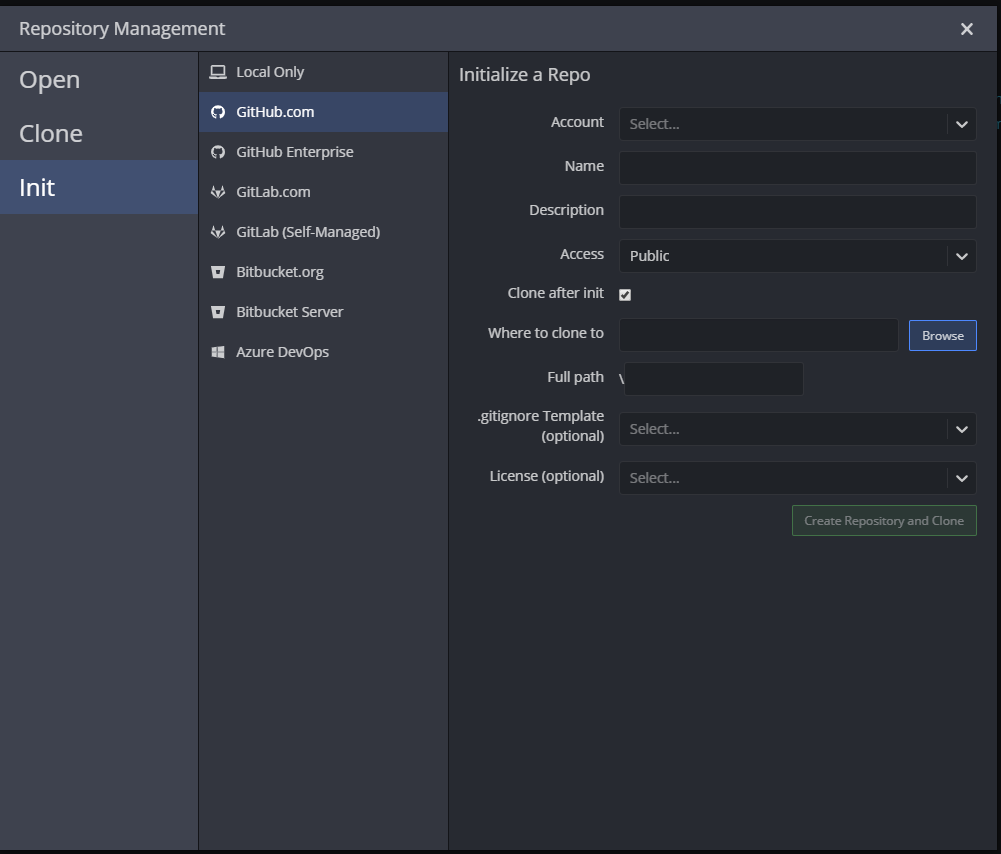 Repository Management
Open
Clone
Init
Local Only
GitHub.com
GitHub Enterprise
GitLab.com
GitLab (Self-Managed)
Bitbucket.org
Bitbucket Server
Azure DevOps
Initialize a Repo
Account Select...
Name
Description
Access Public
Clone after init
Where to clone to Browse
Full path \
.gitignore Template
(optional) Select...
License (optional) Select...
Create Repository and Clone